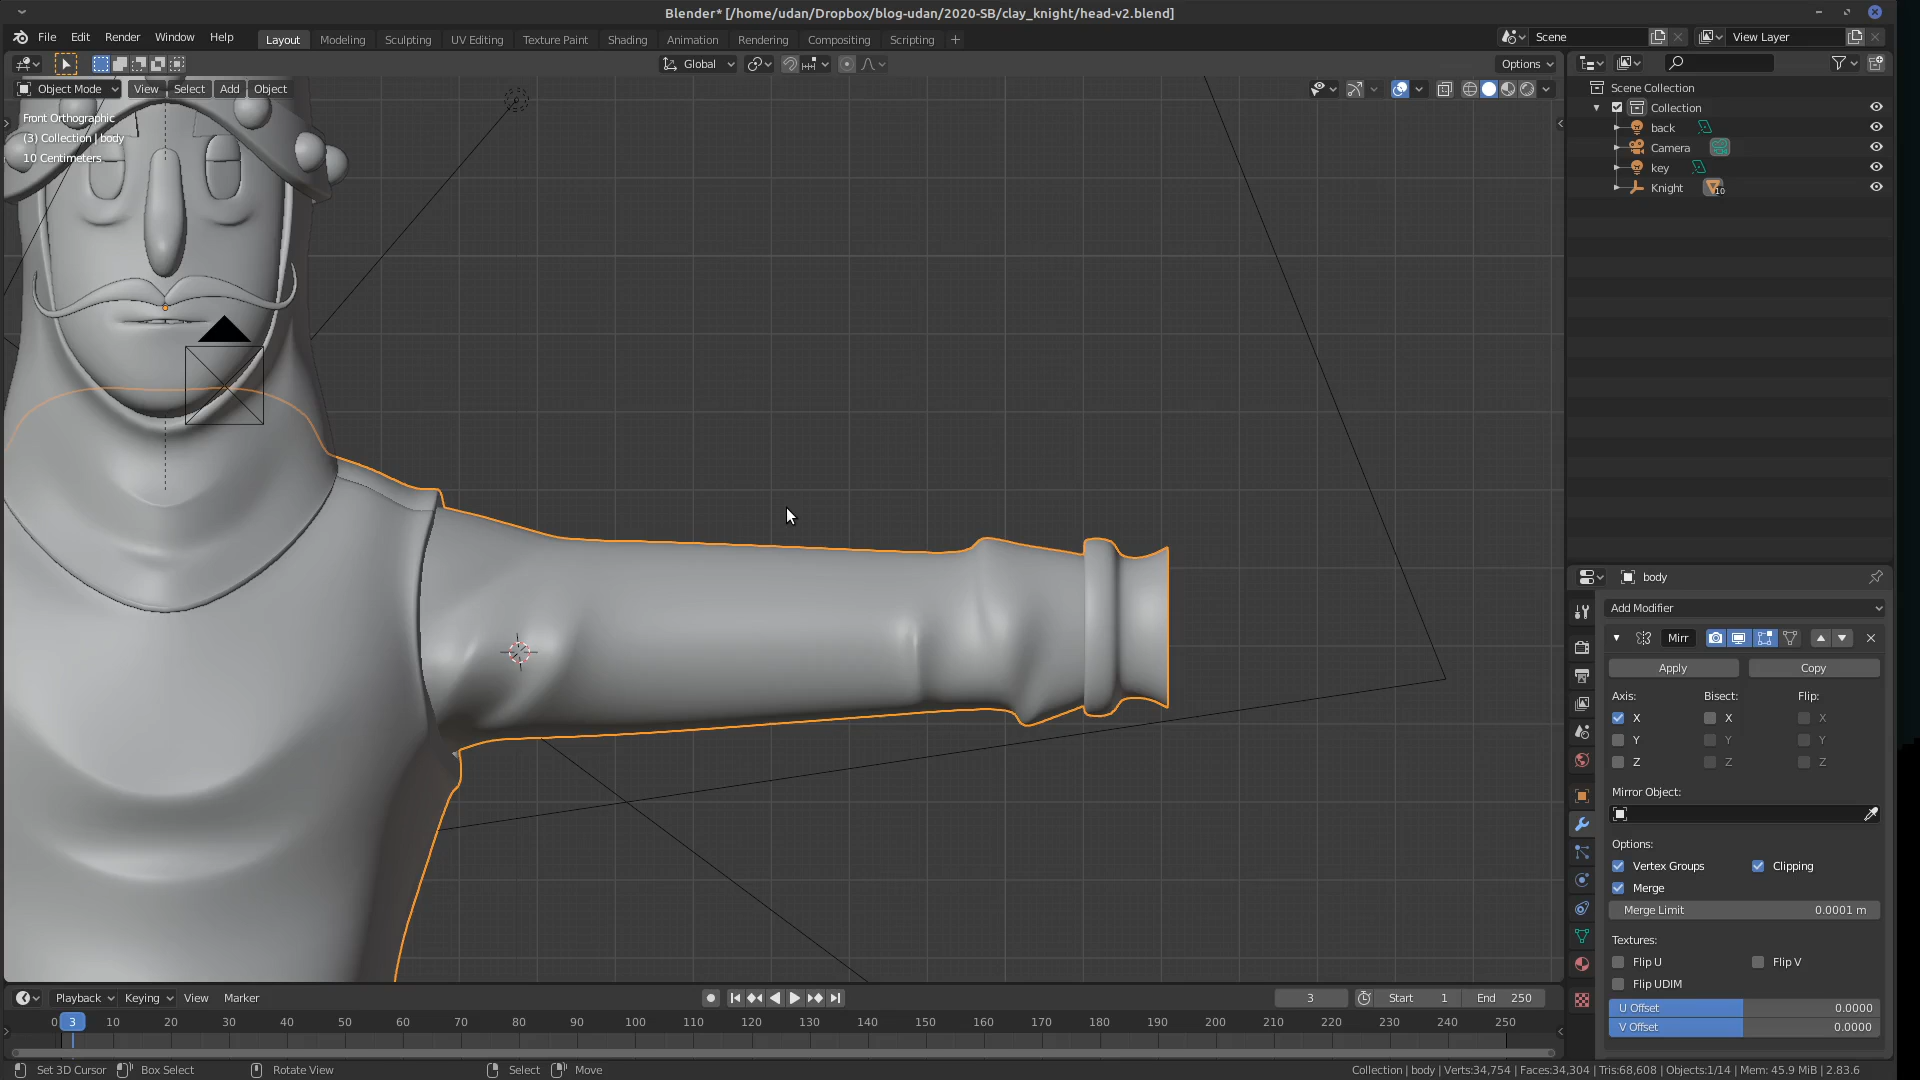 Blender* [/home/udan/Dropbox/blog-udan/2020-SB/clay_knight/head-v2.blend]
File Edit Render Window Help Layout Modeling Sculpting UV Editing Texture Paint Shading Animation Rendering Compositing Scripting + Scene View Layer
Global Options
Object Mode View Select Add Object
Front Orthographic
(3) Collection | body
10 Centimeters
Scene Collection
Collection
back
Camera
key
Knight 10
body
Add Modifier
Mirr
Apply Copy
Axis: Bisect: Flip:
X X X
Y Y Y
Z Z Z
Mirror Object:
Options:
Vertex Groups Clipping
Merge
Merge Limit 0.0001 m
Textures:
Flip U Flip V
Flip UDIM
U Offset 0.0000
V Offset 0.0000
Playback Keying View Marker 3 Start 1 End 250
0 3 10 20 30 40 50 60 70 80 90 100 110 120 130 140 150 160 170 180 190 200 210 220 230 240 250
Set 3D Cursor Box Select Rotate View Select Move Collection | body | Verts:34,754 | Faces:34,304 | Tris:68,608 | Objects:1/14 | Mem: 45.9 MiB | 2.83.6